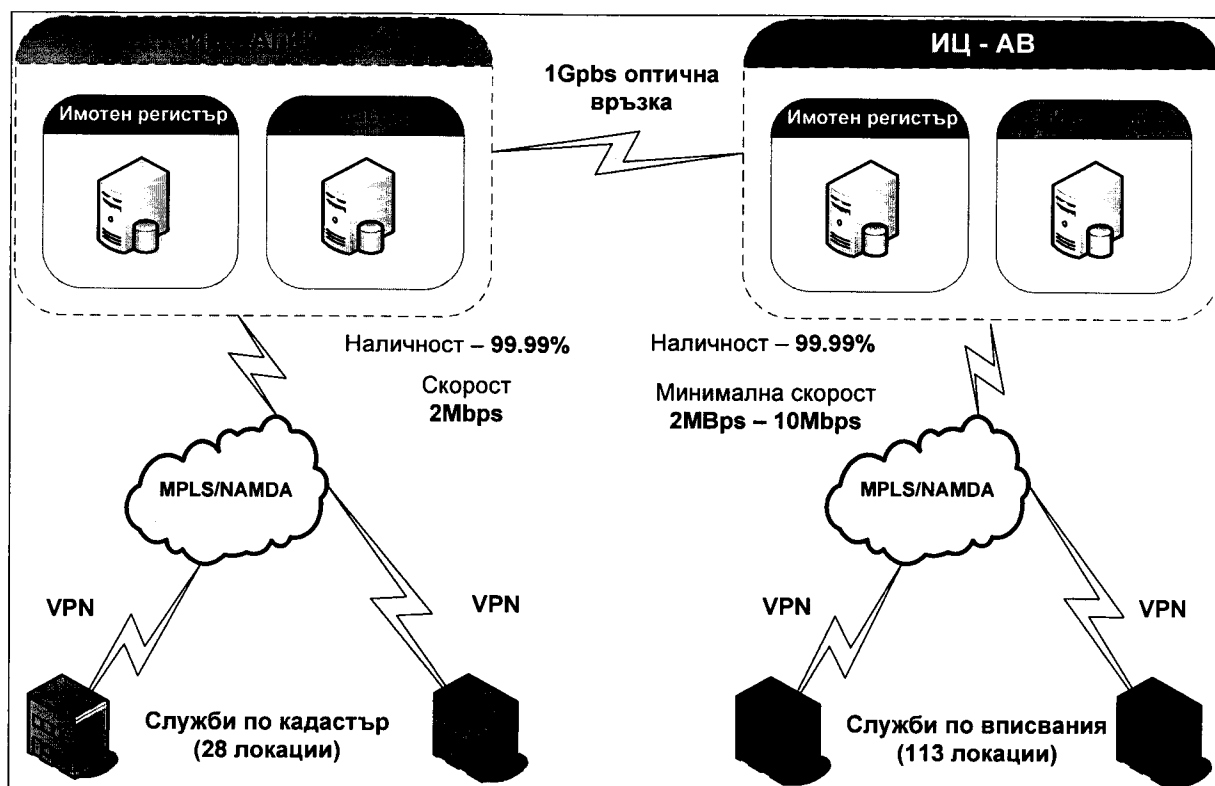 ИЦ - АВ
1Gpbs оптична
връзка
Имотен регистър
Имотен регистър
Наличност – 99.99%
Скорост
2Mbps
Наличност – 99.99%
Минимална скорост
2MBps – 10Mbps
MPLS/NAMDA
MPLS/NAMDA
VPN
VPN
VPN
VPN
Служби по кадастър
(28 локации)
Служби по вписвания
(113 локации)